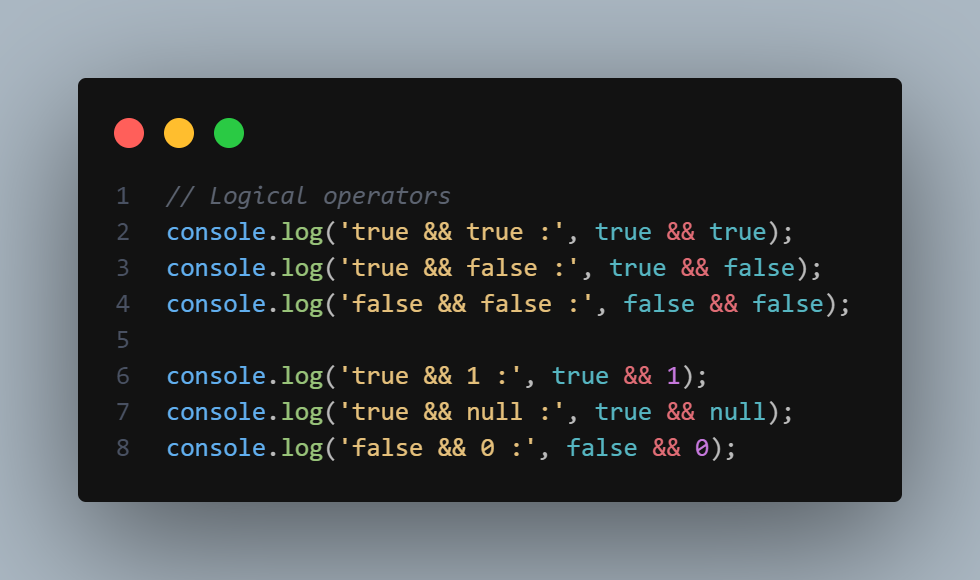 1 // Logical operators
2 console.log('true && true :', true && true);
3 console.log('true && false :', true && false);
4 console.log('false && false :', false && false);
5
6 console.log('true && 1 :', true && 1);
7 console.log('true && null :', true && null);
8 console.log('false && 0 :', false && 0);